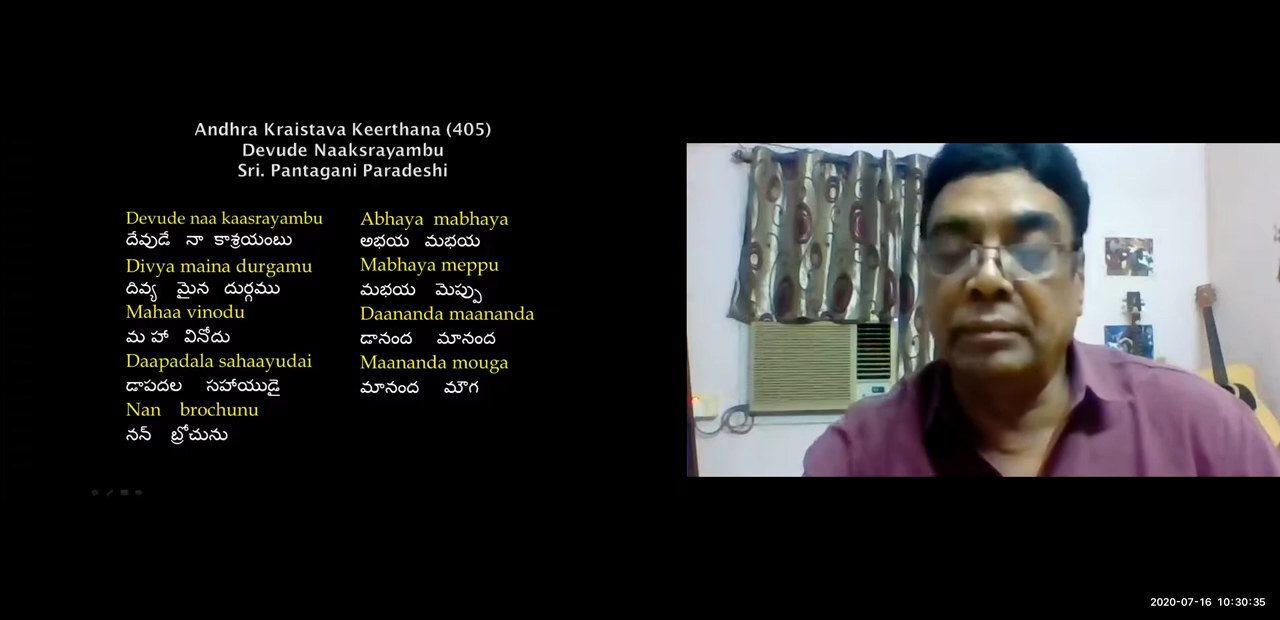 Andhra Kraistava Keerthana (405)
Devude Naaksrayambu
Sri. Pantagani Paradeshi
Devude naa kaasrayambu
దేవుడే నా కాశ్రయంబు
Divya maina durgamu
దివ్య మైన దుర్గము
Mahaa vinodu
మ హా వినోదు
Daapadala sahaayudai
డాపదల సహాయుడై
Nan brochunu
నన్ బ్రోచును
Abhaya mabhaya
అభయ మభయ
Mabhaya meppu
మభయ మెప్పు
Daananda maananda
డానంద మానంద
Maananda mouga
మానంద మౌగ
2020-07-16 10:30:35